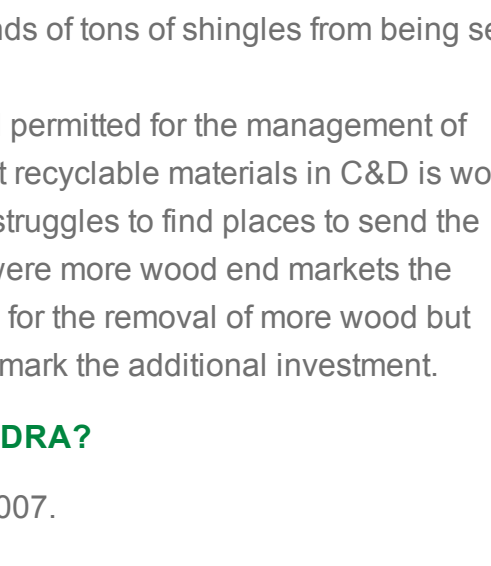 nds of tons of shingles from being se
permitted for the management of
t recyclable materials in C&D is wo
struggles to find places to send the
were more wood end markets the
for the removal of more wood but
mark the additional investment.
DRA?
007.